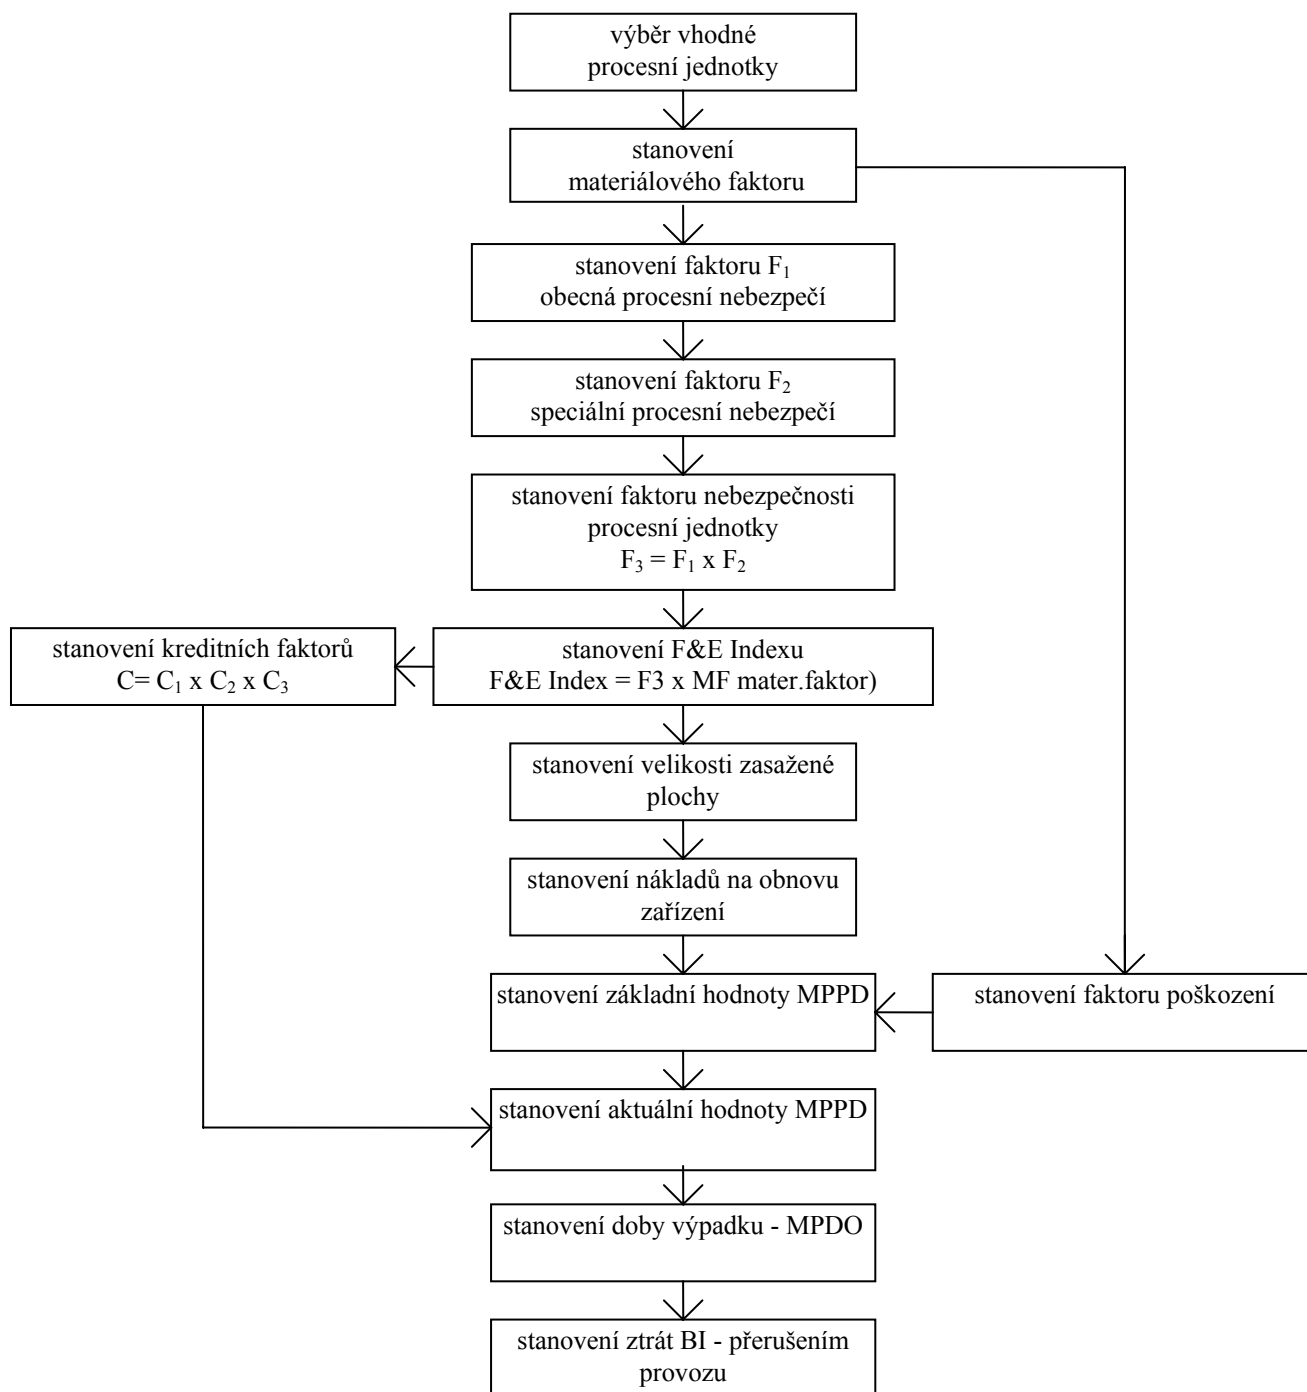 výběr vhodné
procesní jednotky
stanovení
materiálového faktoru
stanovení faktoru F₁
obecná procesní nebezpečí
stanovení faktoru F₂
speciální procesní nebezpečí
stanovení faktoru nebezpečnosti
procesní jednotky
F₃ = F₁ x F₂
stanovení kreditních faktorů
C= C₁ x C₂ x C₃
stanovení F&E Indexu
F&E Index = F3 x MF mater.faktor)
stanovení velikosti zasažené
plochy
stanovení nákladů na obnovu
zařízení
stanovení základní hodnoty MPPD
stanovení faktoru poškození
stanovení aktuální hodnoty MPPD
stanovení doby výpadku - MPDO
stanovení ztrát BI - přerušením
provozu